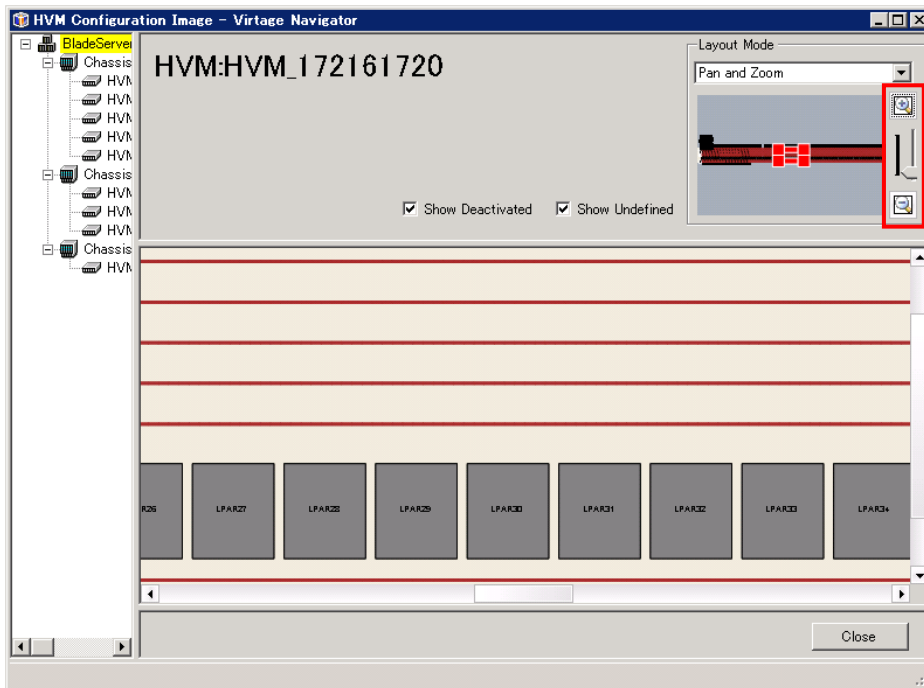 HVM Configuration Image - Virtage Navigator
BladeServer
Chassis
HVM
HVM
HVM
HVM
HVM
Chassis
HVM
HVM
HVM
Chassis
HVM
HVM:HVM_172161720
Layout Mode
Pan and Zoom
Show Deactivated
Show Undefined
R26
LPAR27
LPAR28
LPAR29
LPAR30
LPAR31
LPAR32
LPAR33
LPAR34
Close